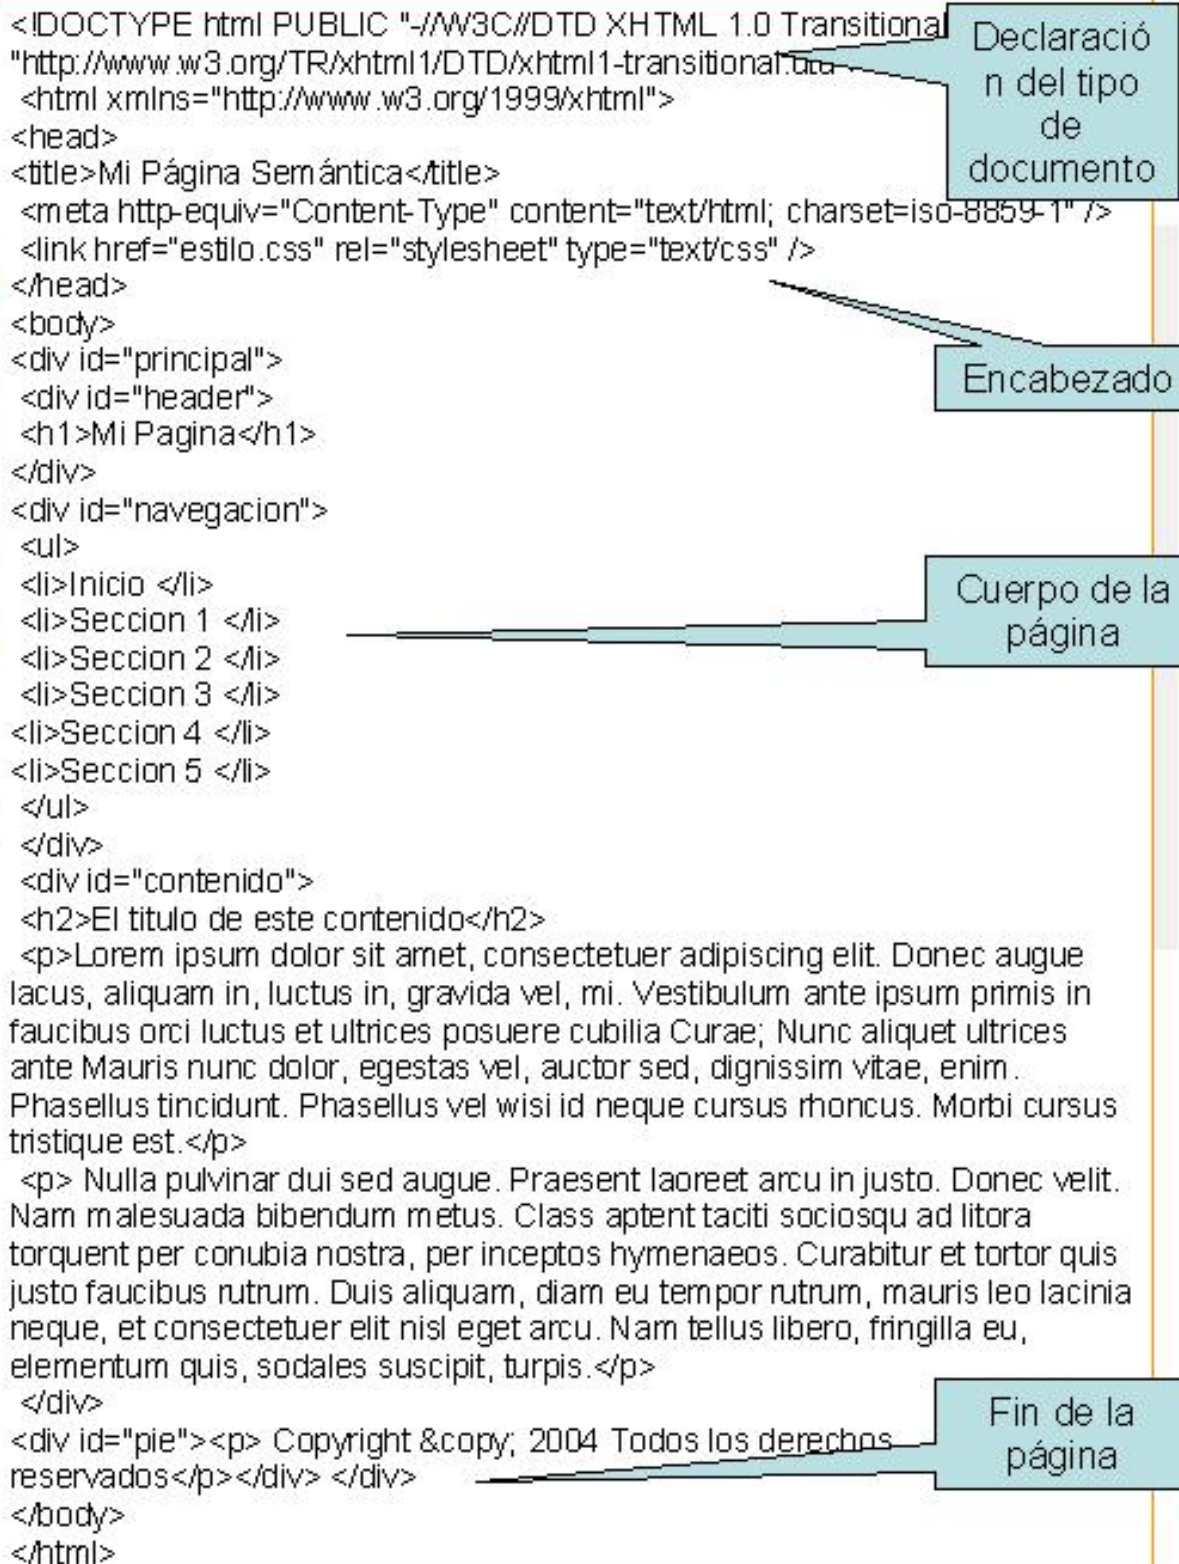 <!DOCTYPE html PUBLIC "-//W3C//DTD XHTML 1.0 Transitional
"http://www.w3.org/TR/xhtml1/DTD/xhtml1-transitional.dtd
<html xmlns="http://www.w3.org/1999/xhtml">
<head>
<title>Mi Página Semántica</title>
<meta http-equiv="Content-Type" content="text/html; charset=iso-8859-1" />
<link href="estilo.css" rel="stylesheet" type="text/css" />
</head>
<body>
<div id="principal">
<div id="header">
<h1>Mi Pagina</h1>
</div>
<div id="navegacion">
<ul>
<li>Inicio </li>
<li>Seccion 1 </li>
<li>Seccion 2 </li>
<li>Seccion 3 </li>
<li>Seccion 4 </li>
<li>Seccion 5 </li>
</ul>
</div>
<div id="contenido">
<h2>El titulo de este contenido</h2>
<p>Lorem ipsum dolor sit amet, consectetuer adipiscing elit. Donec augue
lacus, aliquam in, luctus in, gravida vel, mi. Vestibulum ante ipsum primis in
faucibus orci luctus et ultrices posuere cubilia Curae; Nunc aliquet ultrices
ante Mauris nunc dolor, egestas vel, auctor sed, dignissim vitae, enim.
Phasellus tincidunt. Phasellus vel wisi id neque cursus rhoncus. Morbi cursus
tristique est.</p>
<p> Nulla pulvinar dui sed augue. Praesent laoreet arcu in justo. Donec velit.
Nam malesuada bibendum metus. Class aptent taciti sociosqu ad litora
torquent per conubia nostra, per inceptos hymenaeos. Curabitur et tortor quis
justo faucibus rutrum. Duis aliquam, diam eu tempor rutrum, mauris leo lacinia
neque, et consectetuer elit nisl eget arcu. Nam tellus libero, fringilla eu,
elementum quis, sodales suscipit, turpis.</p>
</div>
<div id="pie"><p> Copyright &copy; 2004 Todos los derechos
reservados</p></div> </div>
</body>
</html>
Declaració
n del tipo
de
documento
Encabezado
Cuerpo de la
página
Fin de la
página